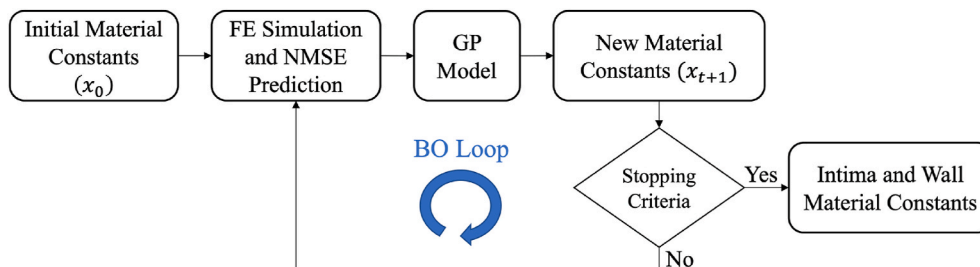 Initial Material
Constants
(x₀)
FE Simulation
and NMSE
Prediction
GP
Model
New Material
Constants (xₜ₊₁)
BO Loop
Stopping
Criteria
Yes
Intima and Wall
Material Constants
No